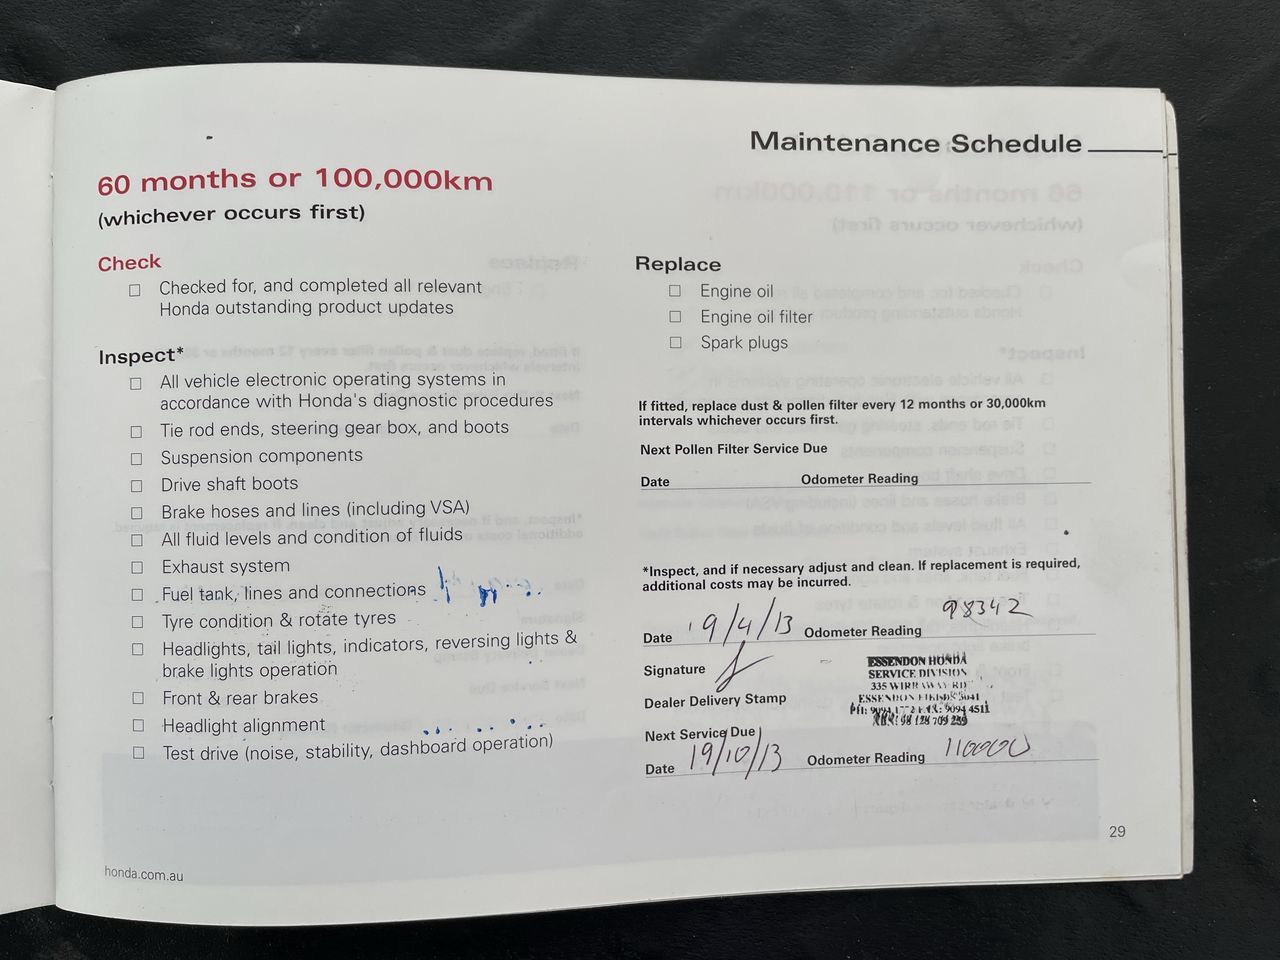 Maintenance Schedule
60 months or 100,000km
(whichever occurs first)
Check
☐ Checked for, and completed all relevant
Honda outstanding product updates
Inspect*
☐ All vehicle electronic operating systems in
accordance with Honda's diagnostic procedures
☐ Tie rod ends, steering gear box, and boots
☐ Suspension components
☐ Drive shaft boots
☐ Brake hoses and lines (including VSA)
☐ All fluid levels and condition of fluids
☐ Exhaust system
☐ Fuel tank, lines and connections
☐ Tyre condition & rotate tyres
☐ Headlights, tail lights, indicators, reversing lights &
brake lights operation
☐ Front & rear brakes
☐ Headlight alignment
☐ Test drive (noise, stability, dashboard operation)
Replace
☐ Engine oil
☐ Engine oil filter
☐ Spark plugs
If fitted, replace dust & pollen filter every 12 months or 30,000km
intervals whichever occurs first.
Next Pollen Filter Service Due
Date Odometer Reading
*Inspect, and if necessary adjust and clean. If replacement is required,
additional costs may be incurred.
Date 19/4/13 Odometer Reading 98342
Signature
Dealer Delivery Stamp
ESSENDON HONDA
SERVICE DIVISION
335 WIRRAWAY RD
ESSENDON 3041
9094 4511
Next Service Due
Date 19/10/13 Odometer Reading 110000
29
honda.com.au